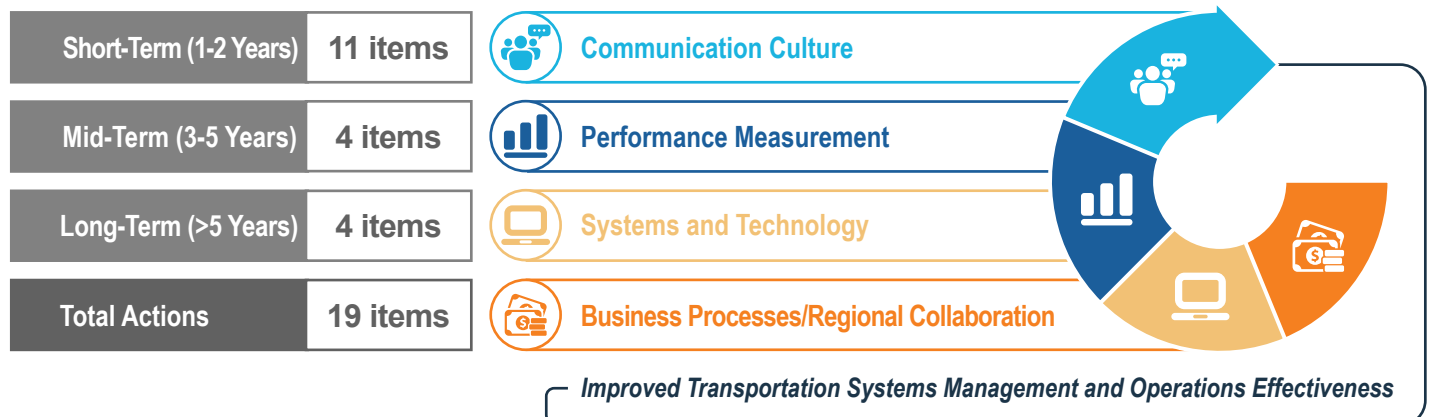 Short-Term (1-2 Years) 11 items
Mid-Term (3-5 Years) 4 items
Long-Term (>5 Years) 4 items
Total Actions 19 items
Communication Culture
Performance Measurement
Systems and Technology
Business Processes/Regional Collaboration
Improved Transportation Systems Management and Operations Effectiveness